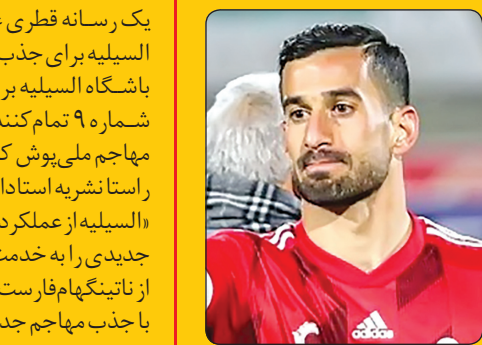 یک رسانه قطری
السیلیه برای جذب
باشگاه السیلیه بر
شماره ۹ تمام‌کنند
مهاجم ملی‌پوش ک
راستا نشریه استادا
«السیلیه از عملکرد
جدیدی را به خدمت
از ناتینگهام‌فارست
با جذب مهاجم جد
adidas